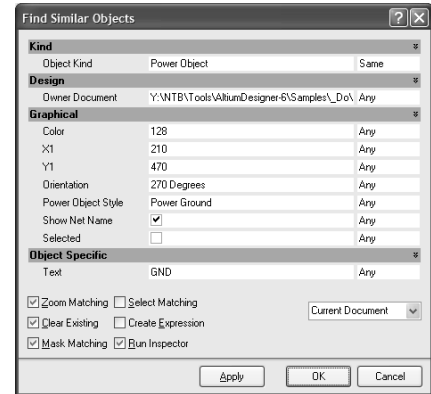 Find Similar Objects
Kind
Object Kind Power Object Same
Design
Owner Document Y:\NTB\Tools\AltiumDesigner-6\Samples\_Do\ Any
Graphical
Color 128 Any
X1 210 Any
Y1 470 Any
Orientation 270 Degrees Any
Power Object Style Power Ground Any
Show Net Name Any
Selected Any
Object Specific
Text GND Any
Zoom Matching Select Matching
Current Document
Clear Existing Create Expression
Mask Matching Run Inspector
Apply OK Cancel